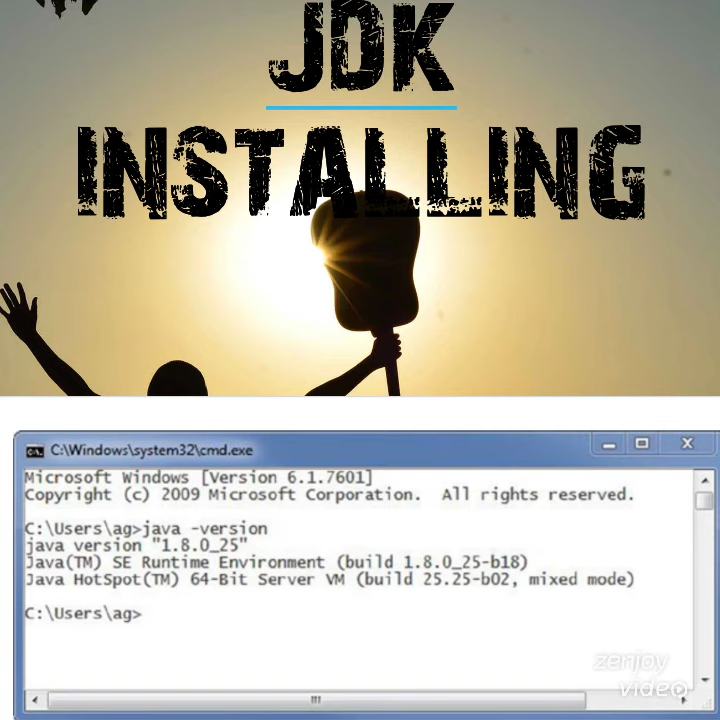 JDK
INSTALLING
C:\Windows\system32\cmd.exe
Microsoft Windows [Version 6.1.7601]
Copyright (c) 2009 Microsoft Corporation.  All rights reserved.
C:\Users\ag>java -version
java version "1.8.0_25"
Java(TM) SE Runtime Environment (build 1.8.0_25-b18)
Java HotSpot(TM) 64-Bit Server VM (build 25.25-b02, mixed mode)
C:\Users\ag>
zenjoy
video